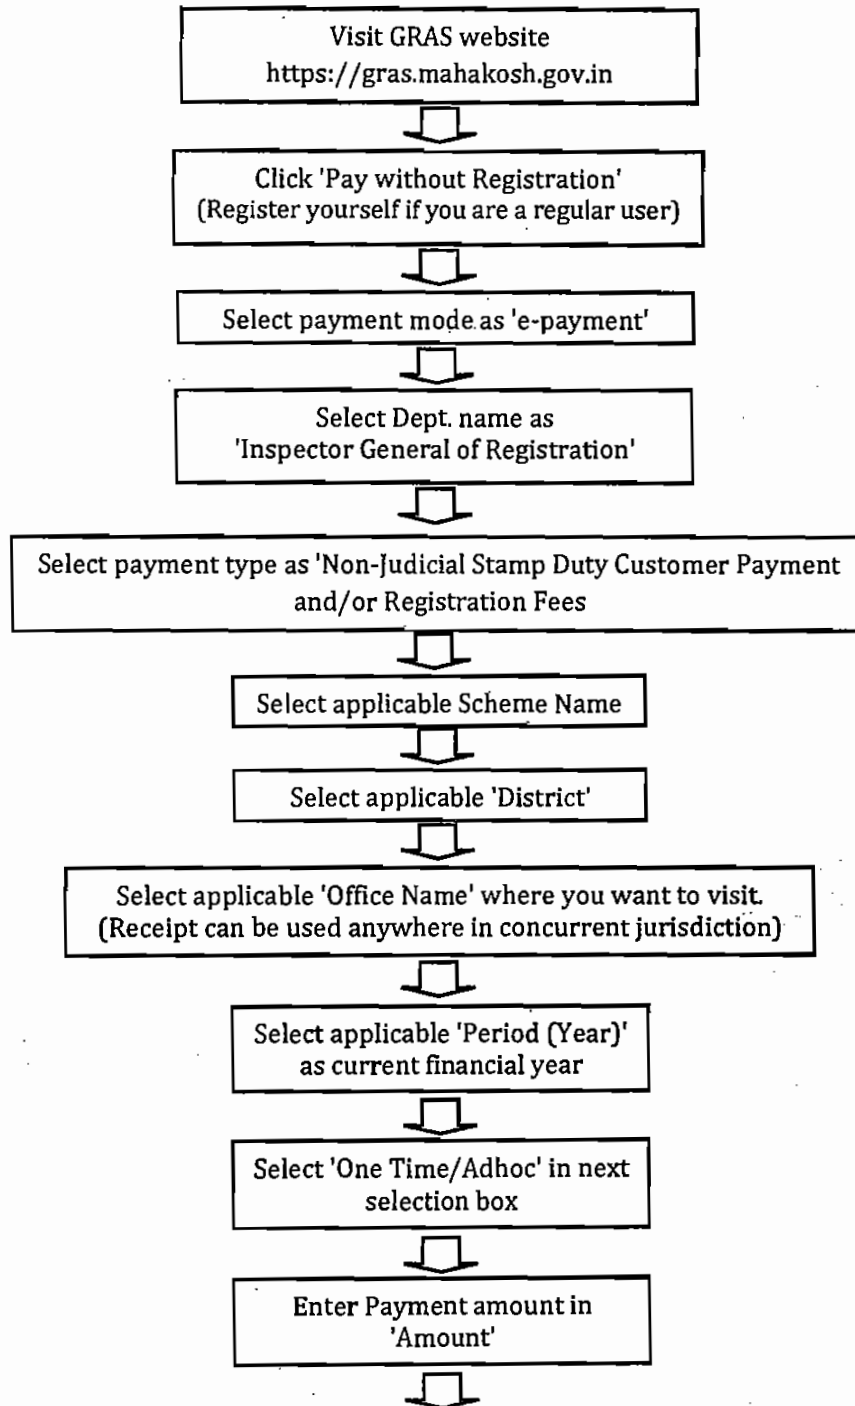 Visit GRAS website
https://gras.mahakosh.gov.in
Click 'Pay without Registration'
(Register yourself if you are a regular user)
Select payment mode as 'e-payment'
Select Dept. name as
'Inspector General of Registration'
Select payment type as 'Non-Judicial Stamp Duty Customer Payment
and/or Registration Fees
Select applicable Scheme Name
Select applicable 'District'
Select applicable 'Office Name' where you want to visit.
(Receipt can be used anywhere in concurrent jurisdiction)
Select applicable 'Period (Year)'
as current financial year
Select 'One Time/Adhoc' in next
selection box
Enter Payment amount in
'Amount'